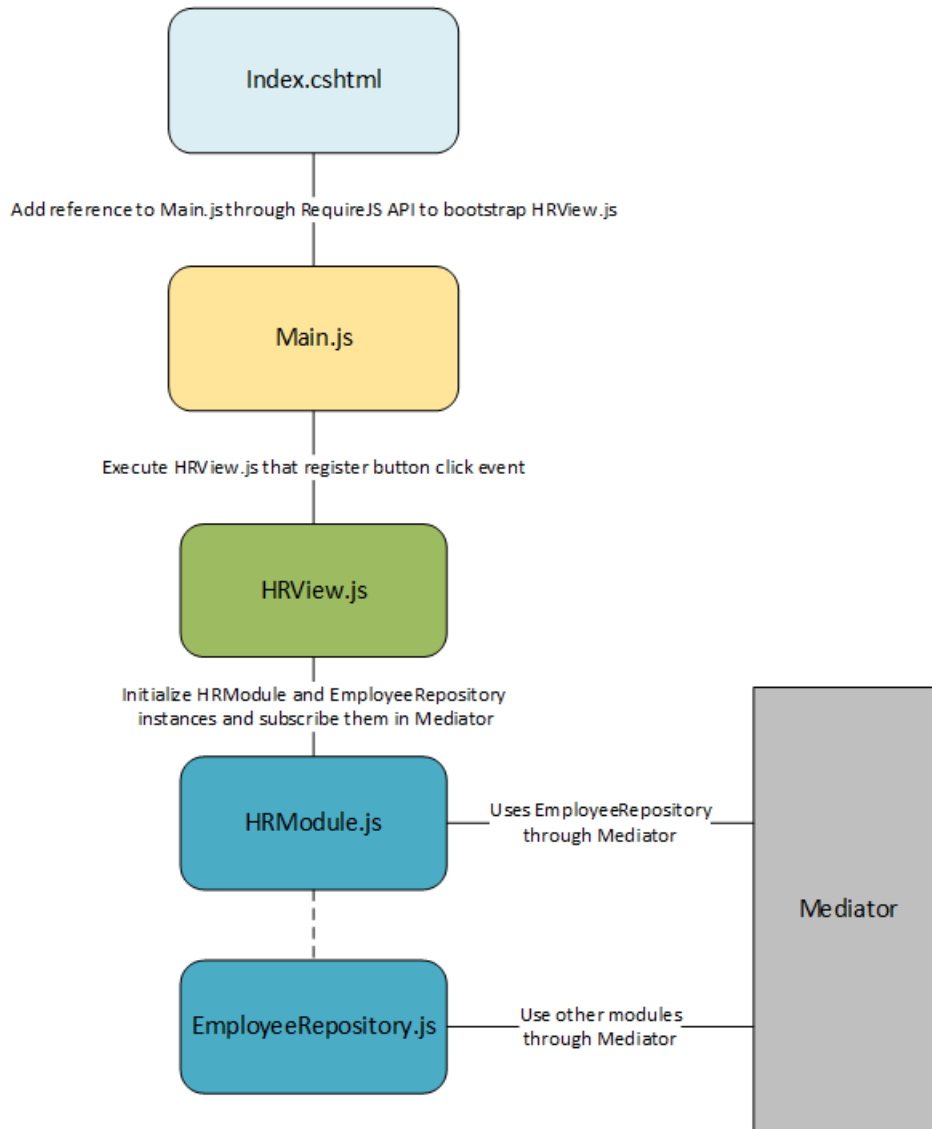 Index.cshtml
Add reference to Main.js through RequireJS API to bootstrap HRView.js
Main.js
Execute HRView.js that register button click event
HRView.js
Initialize HRModule and EmployeeRepository
instances and subscribe them in Mediator
HRModule.js
Uses EmployeeRepository
through Mediator
Mediator
EmployeeRepository.js
Use other modules
through Mediator